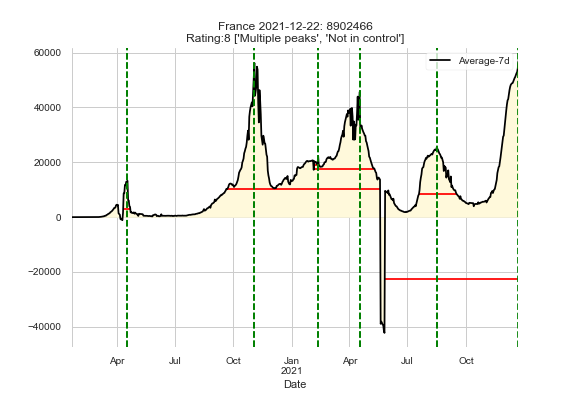 France 2021-12-22: 8902466
Rating:8 ['Multiple peaks', 'Not in control']
Average-7d
60000
40000
20000
0
−20000
−40000
Apr
Jul
Oct
Jan
2021
Apr
Jul
Oct
Date